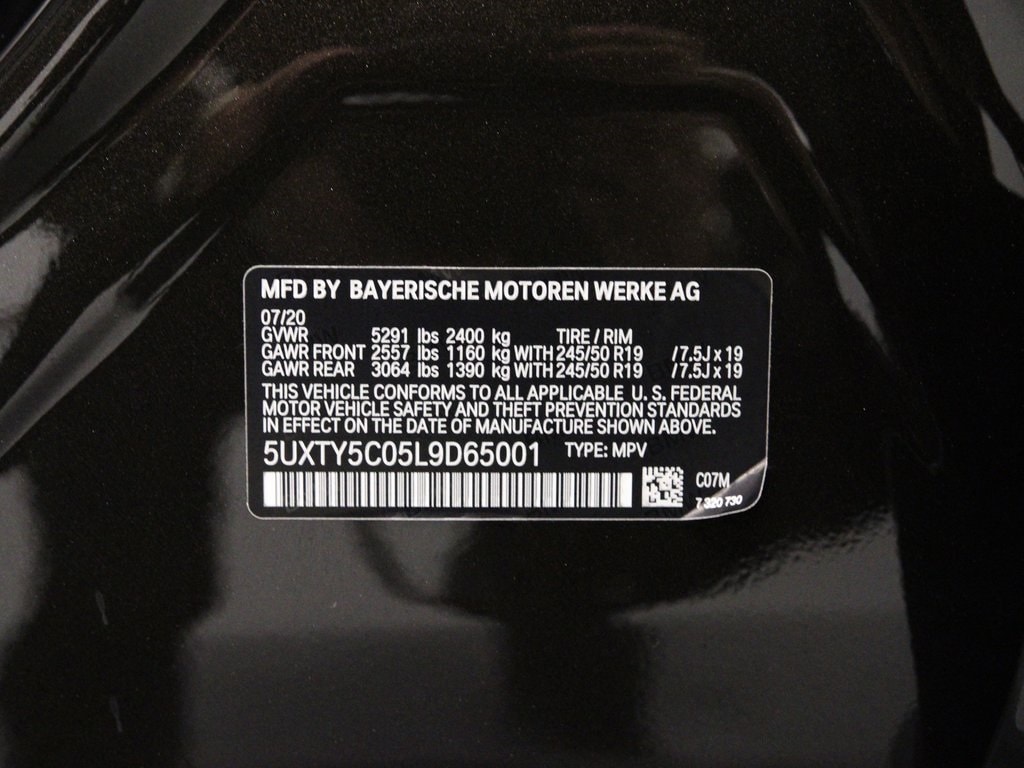 MFD BY BAYERISCHE MOTOREN WERKE AG
07/20
GVWR 5291 lbs 2400 kg TIRE / RIM
GAWR FRONT 2557 lbs 1160 kg WITH 245/50 R19 / 7.5J x 19
GAWR REAR 3064 lbs 1390 kg WITH 245/50 R19 / 7.5J x 19
THIS VEHICLE CONFORMS TO ALL APPLICABLE U. S. FEDERAL
MOTOR VEHICLE SAFETY AND THEFT PREVENTION STANDARDS
IN EFFECT ON THE DATE OF MANUFACTURE SHOWN ABOVE.
5UXTY5C05L9D65001 TYPE: MPV
C07M
7 320 730